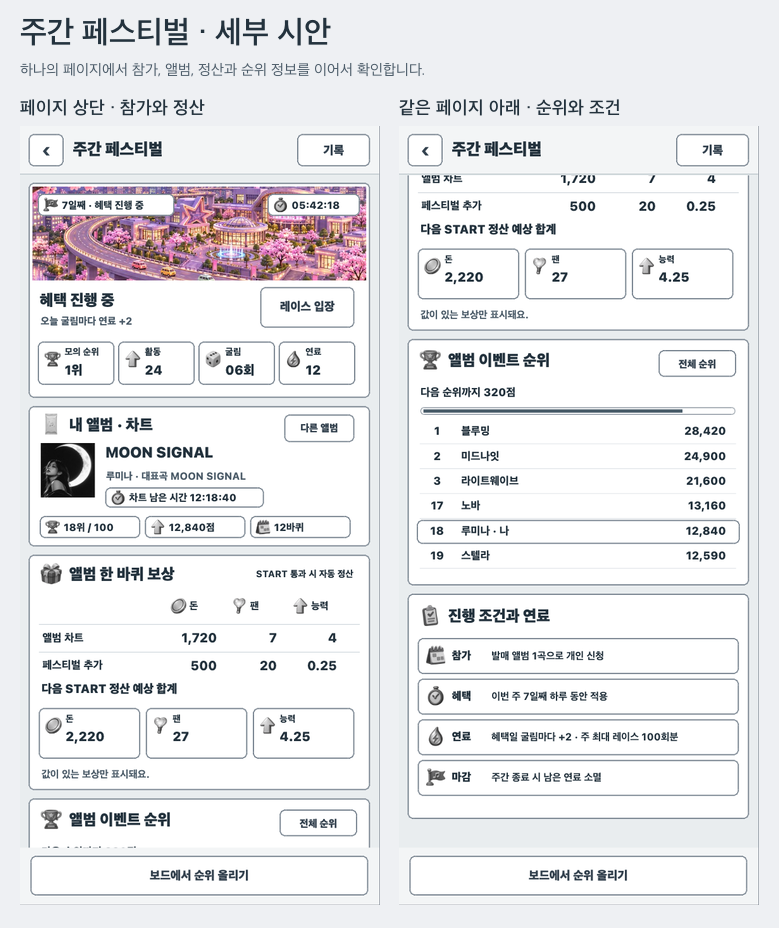 주간 페스티벌 · 세부 시안
하나의 페이지에서 참가, 앨범, 정산과 순위 정보를 이어서 확인합니다.
페이지 상단 · 참가와 정산
‹ 주간 페스티벌 기록
7일째 · 혜택 진행 중 05:42:18
혜택 진행 중
오늘 굴림마다 연료 +2
레이스 입장
모의 순위 활동 굴림 연료
1위 24 06회 12
내 앨범 · 차트 다른 앨범
MOON SIGNAL
루미나 · 대표곡 MOON SIGNAL
차트 남은 시간 12:18:40
18위 / 100 12,840점 12바퀴
앨범 한 바퀴 보상 START 통과 시 자동 정산
돈 팬 능력
앨범 차트 1,720 7 4
페스티벌 추가 500 20 0.25
다음 START 정산 예상 합계
돈 팬 능력
2,220 27 4.25
값이 있는 보상만 표시돼요.
앨범 이벤트 순위 전체 순위
보드에서 순위 올리기
같은 페이지 아래 · 순위와 조건
‹ 주간 페스티벌 기록
앨범 차트 1,720 7 4
페스티벌 추가 500 20 0.25
다음 START 정산 예상 합계
돈 팬 능력
2,220 27 4.25
값이 있는 보상만 표시돼요.
앨범 이벤트 순위 전체 순위
다음 순위까지 320점
1 블루밍 28,420
2 미드나잇 24,900
3 라이트웨이브 21,600
17 노바 13,160
18 루미나 · 나 12,840
19 스텔라 12,590
진행 조건과 연료
참가 발매 앨범 1곡으로 개인 신청
혜택 이번 주 7일째 하루 동안 적용
연료 혜택일 굴림마다 +2 · 주 최대 레이스 100회분
마감 주간 종료 시 남은 연료 소멸
보드에서 순위 올리기